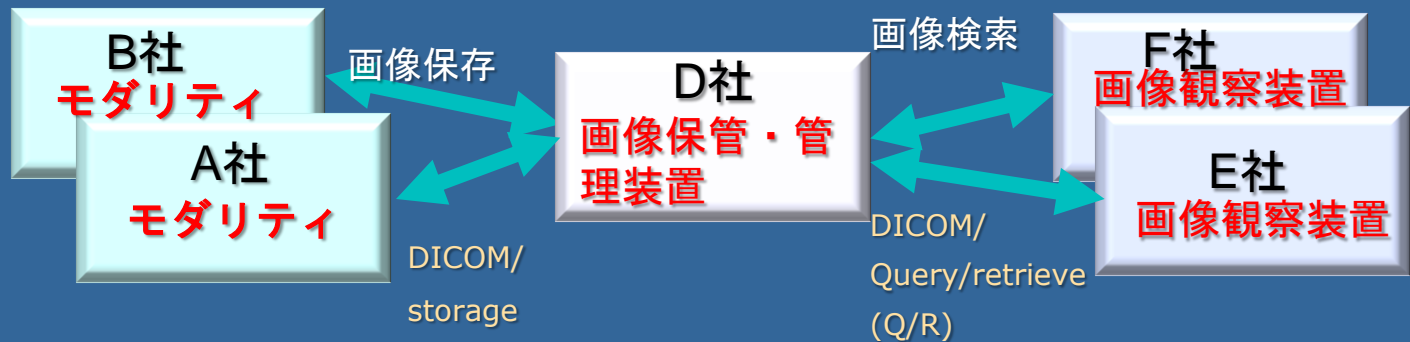 B社
モダリティ
A社
モダリティ
画像保存
DICOM/
storage
D社
画像保管・管
理装置
画像検索
DICOM/
Query/retrieve
(Q/R)
F社
画像観察装置
E社
画像観察装置